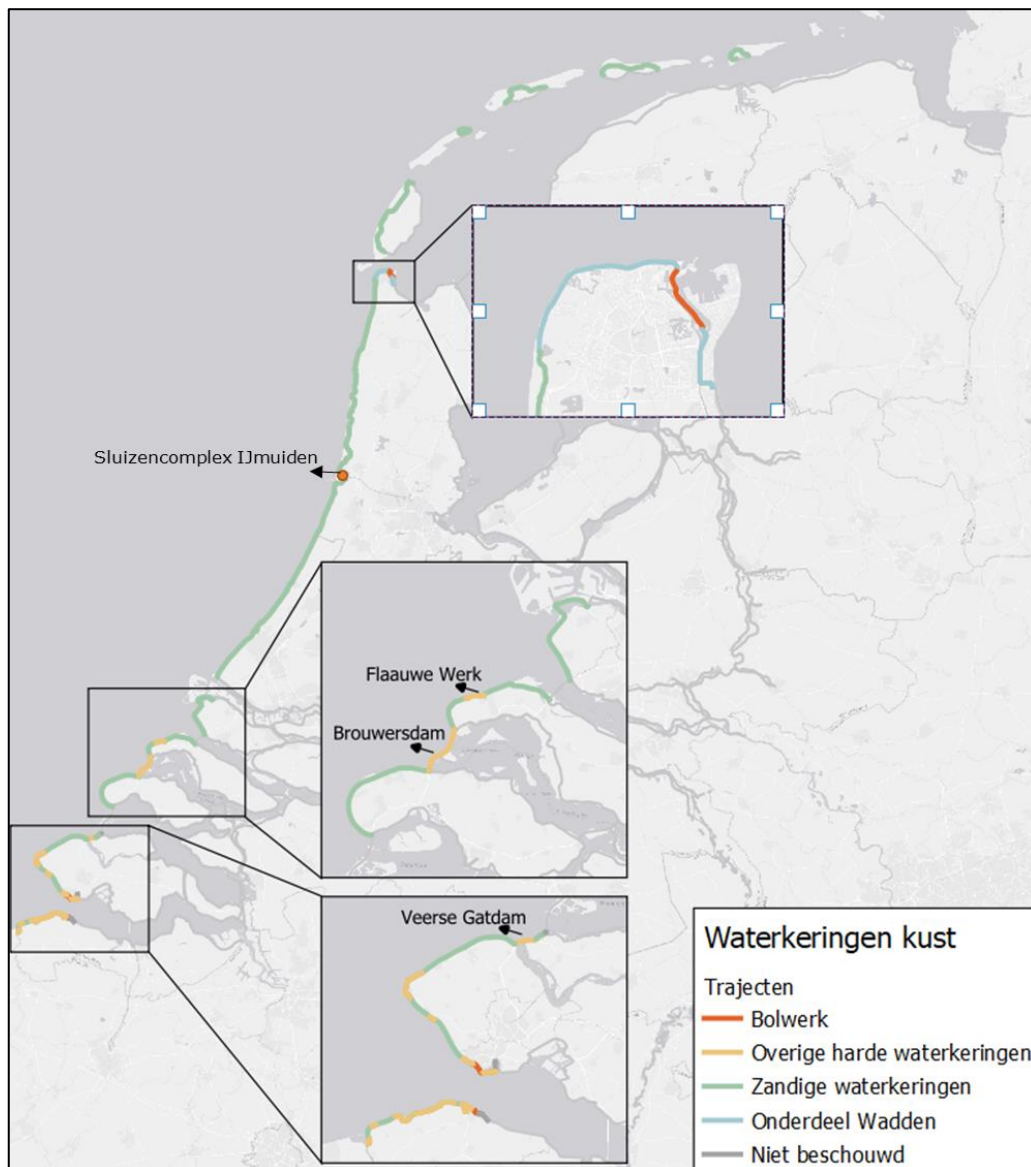 Sluizencomplex IJmuiden
Flaauwe Werk
Brouwersdam
Veerse Gatdam
Waterkeringen kust
Trajecten
Bolwerk
Overige harde waterkeringen
Zandige waterkeringen
Onderdeel Wadden
Niet beschouwd